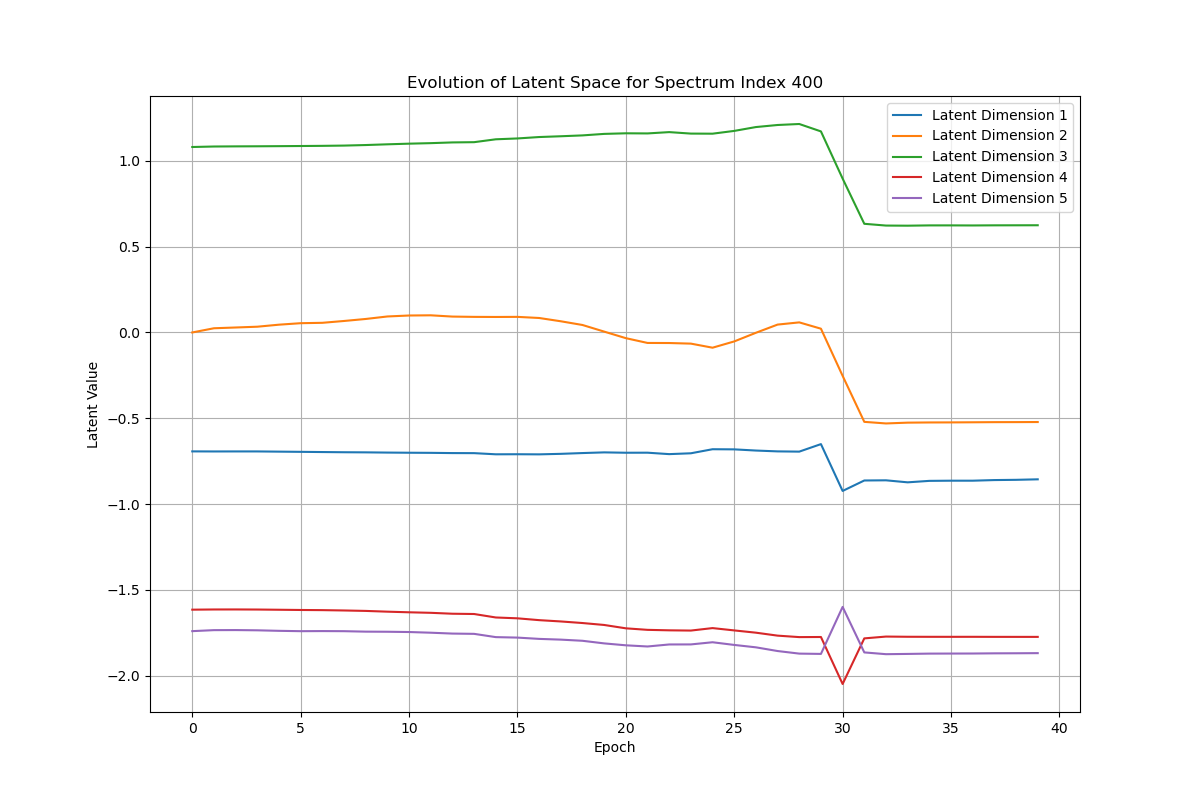 Evolution of Latent Space for Spectrum Index 400
Latent Dimension 1
Latent Dimension 2
Latent Dimension 3
Latent Dimension 4
Latent Dimension 5
Latent Value
1.0
0.5
0.0
−0.5
−1.0
−1.5
−2.0
0 5 10 15 20 25 30 35 40
Epoch